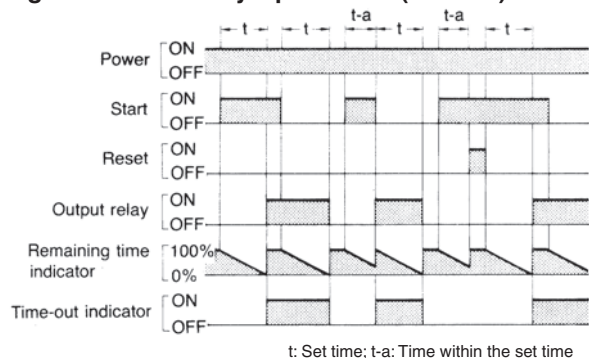 t t t-a t t-a t
Power ON
OFF
Start ON
OFF
Reset ON
OFF
Output relay ON
OFF
Remaining time indicator 100%
0%
Time-out indicator ON
OFF
t: Set time; t-a: Time within the set time